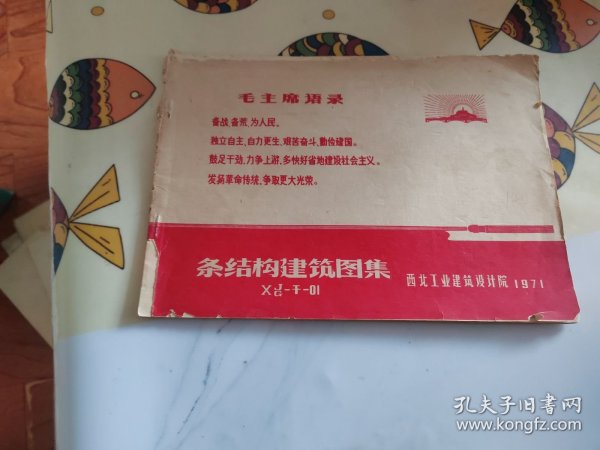 毛主席语录
备战、备荒、为人民。
独立自主、自力更生、艰苦奋斗、勤俭建国。
鼓足干劲，力争上游，多快好省地建设社会主义。
发扬革命传统，争取更大光荣。
条结构建筑图集
西北工业建筑设计院 1971
孔夫子旧书网
www.kongfz.com